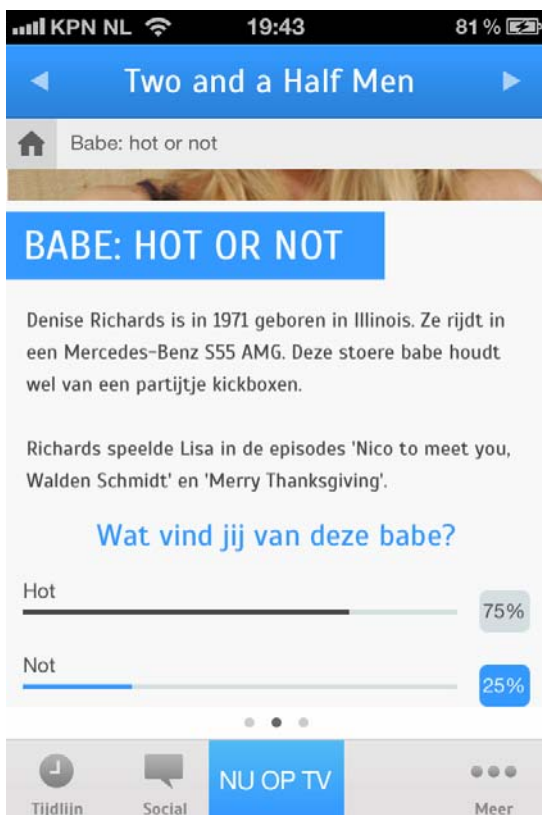 KPN NL 19:43 81 %
Two and a Half Men
Babe: hot or not
BABE: HOT OR NOT
Denise Richards is in 1971 geboren in Illinois. Ze rijdt in
een Mercedes-Benz S55 AMG. Deze stoere babe houdt
wel van een partijtje kickboxen.
Richards speelde Lisa in de episodes 'Nico to meet you,
Walden Schmidt' en 'Merry Thanksgiving'.
Wat vind jij van deze babe?
Hot
75%
Not
25%
NU OP TV
Tijdlijn Social Meer